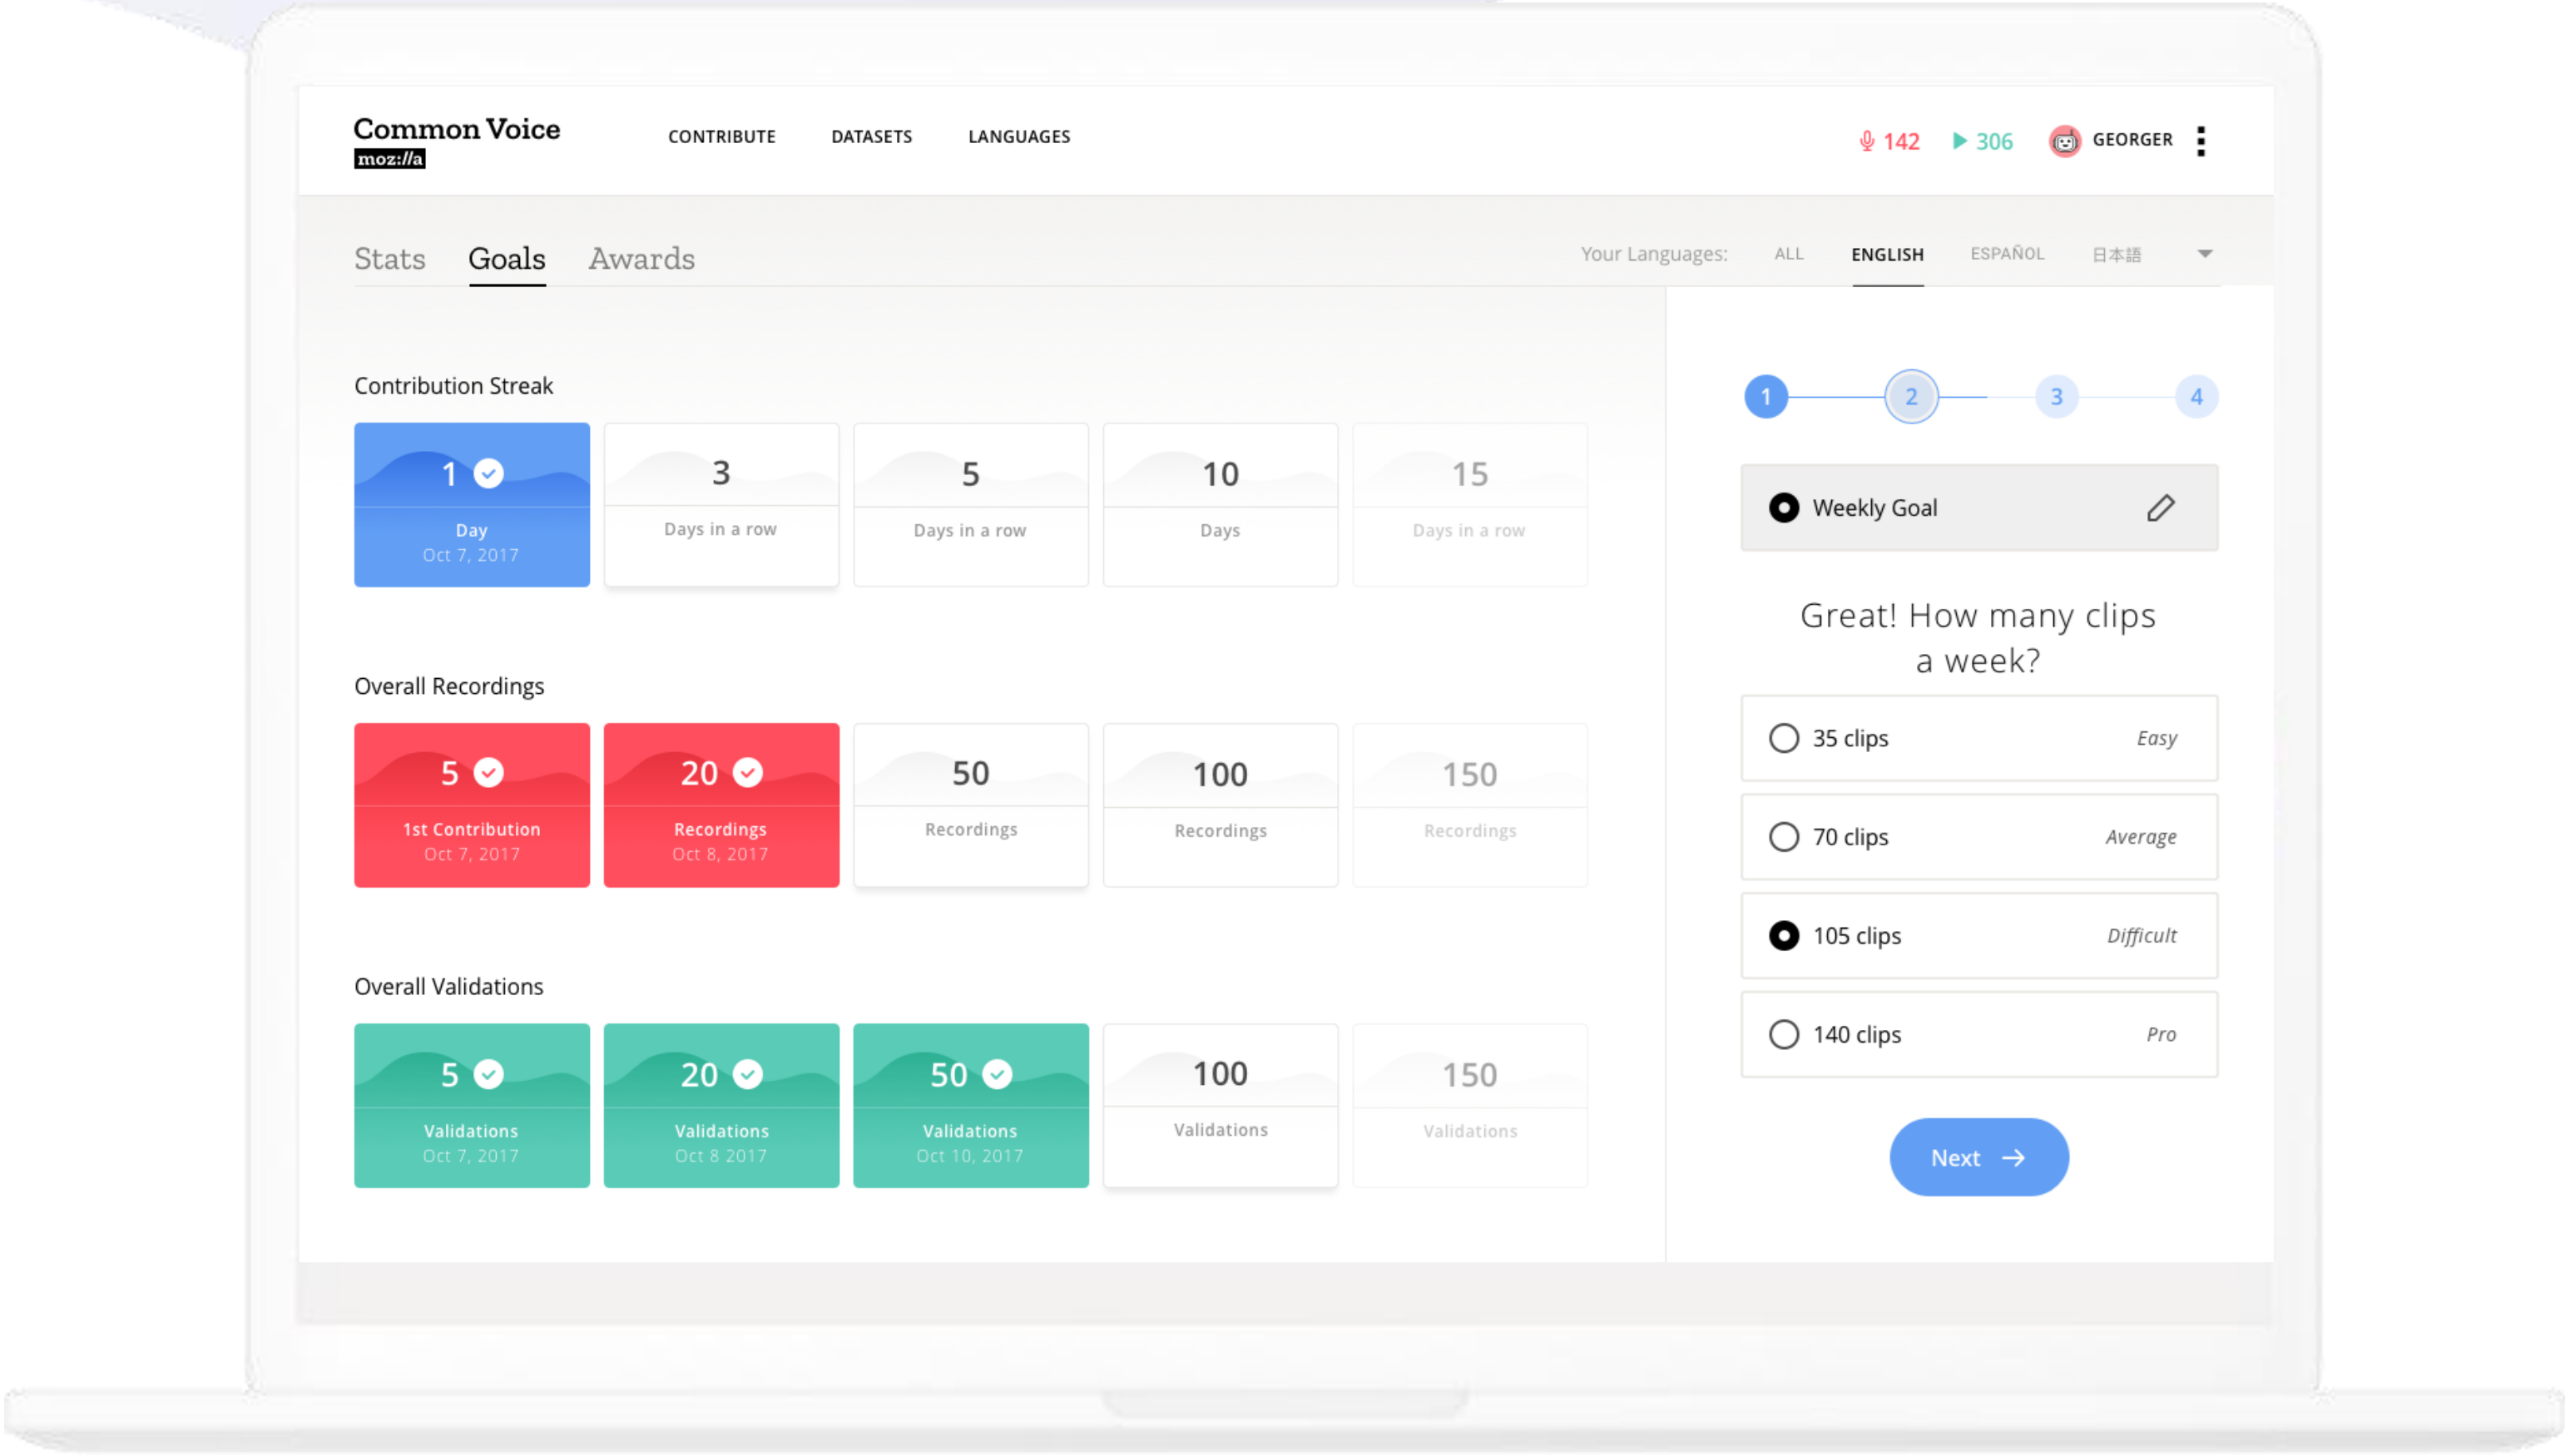 Common Voice
moz://a
CONTRIBUTE DATASETS LANGUAGES
142 306 GEORGER
Stats Goals Awards
Your Languages: ALL ENGLISH ESPAÑOL 日本語
Contribution Streak
1 3 5 10 15
Day Days in a row Days in a row Days Days in a row
Oct 7, 2017
Overall Recordings
5 20 50 100 150
1st Contribution Recordings Recordings Recordings Recordings
Oct 7, 2017 Oct 8, 2017
Overall Validations
5 20 50 100 150
Validations Validations Validations Validations Validations
Oct 7, 2017 Oct 8 2017 Oct 10, 2017
1 2 3 4
Weekly Goal
Great! How many clips
a week?
35 clips Easy
70 clips Average
105 clips Difficult
140 clips Pro
Next →